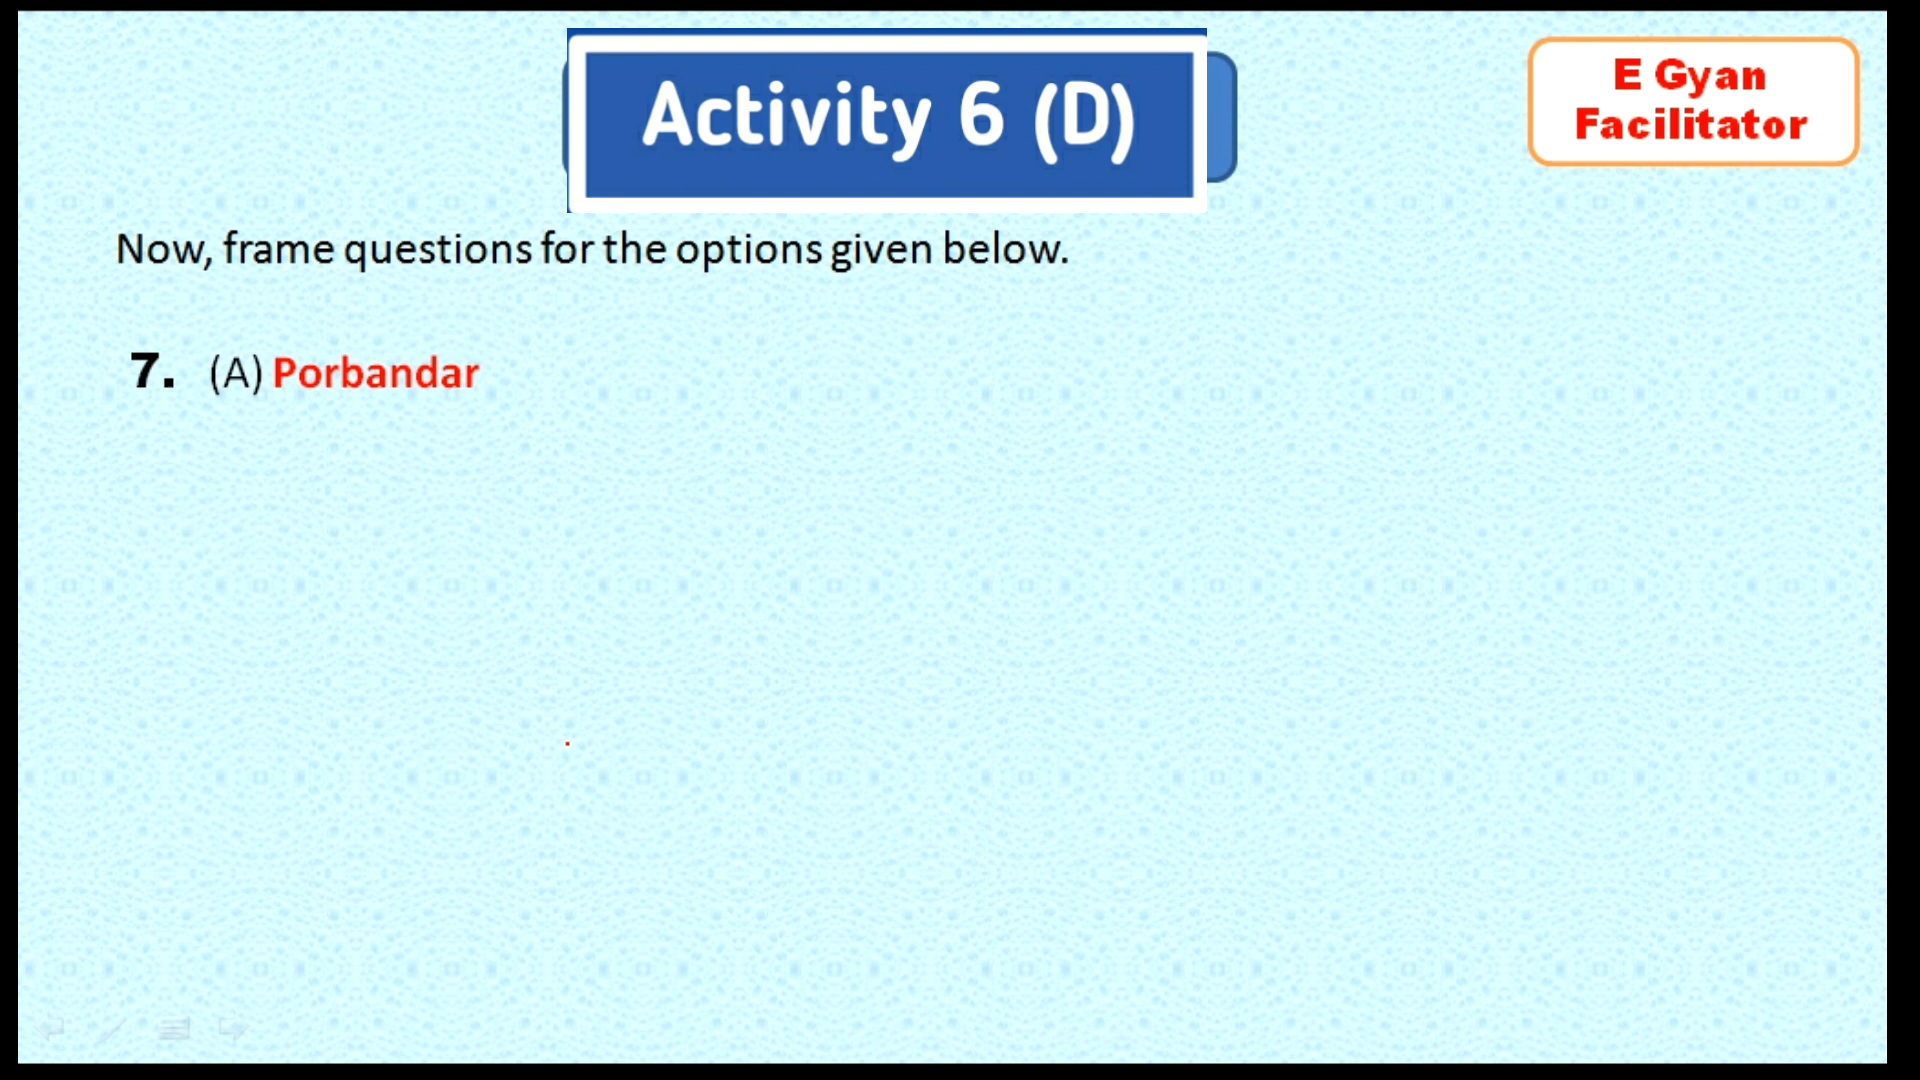 Activity 6 (D)
E Gyan
Facilitator
Now, frame questions for the options given below.
7. (A) Porbandar